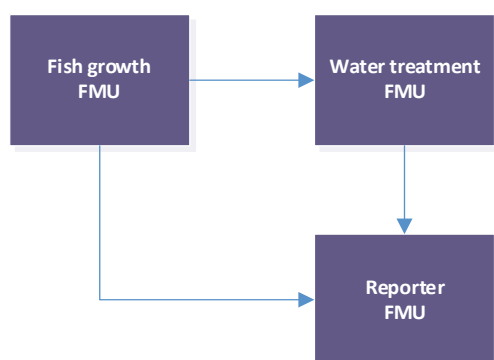 Fish growth
FMU
Water treatment
FMU
Reporter
FMU